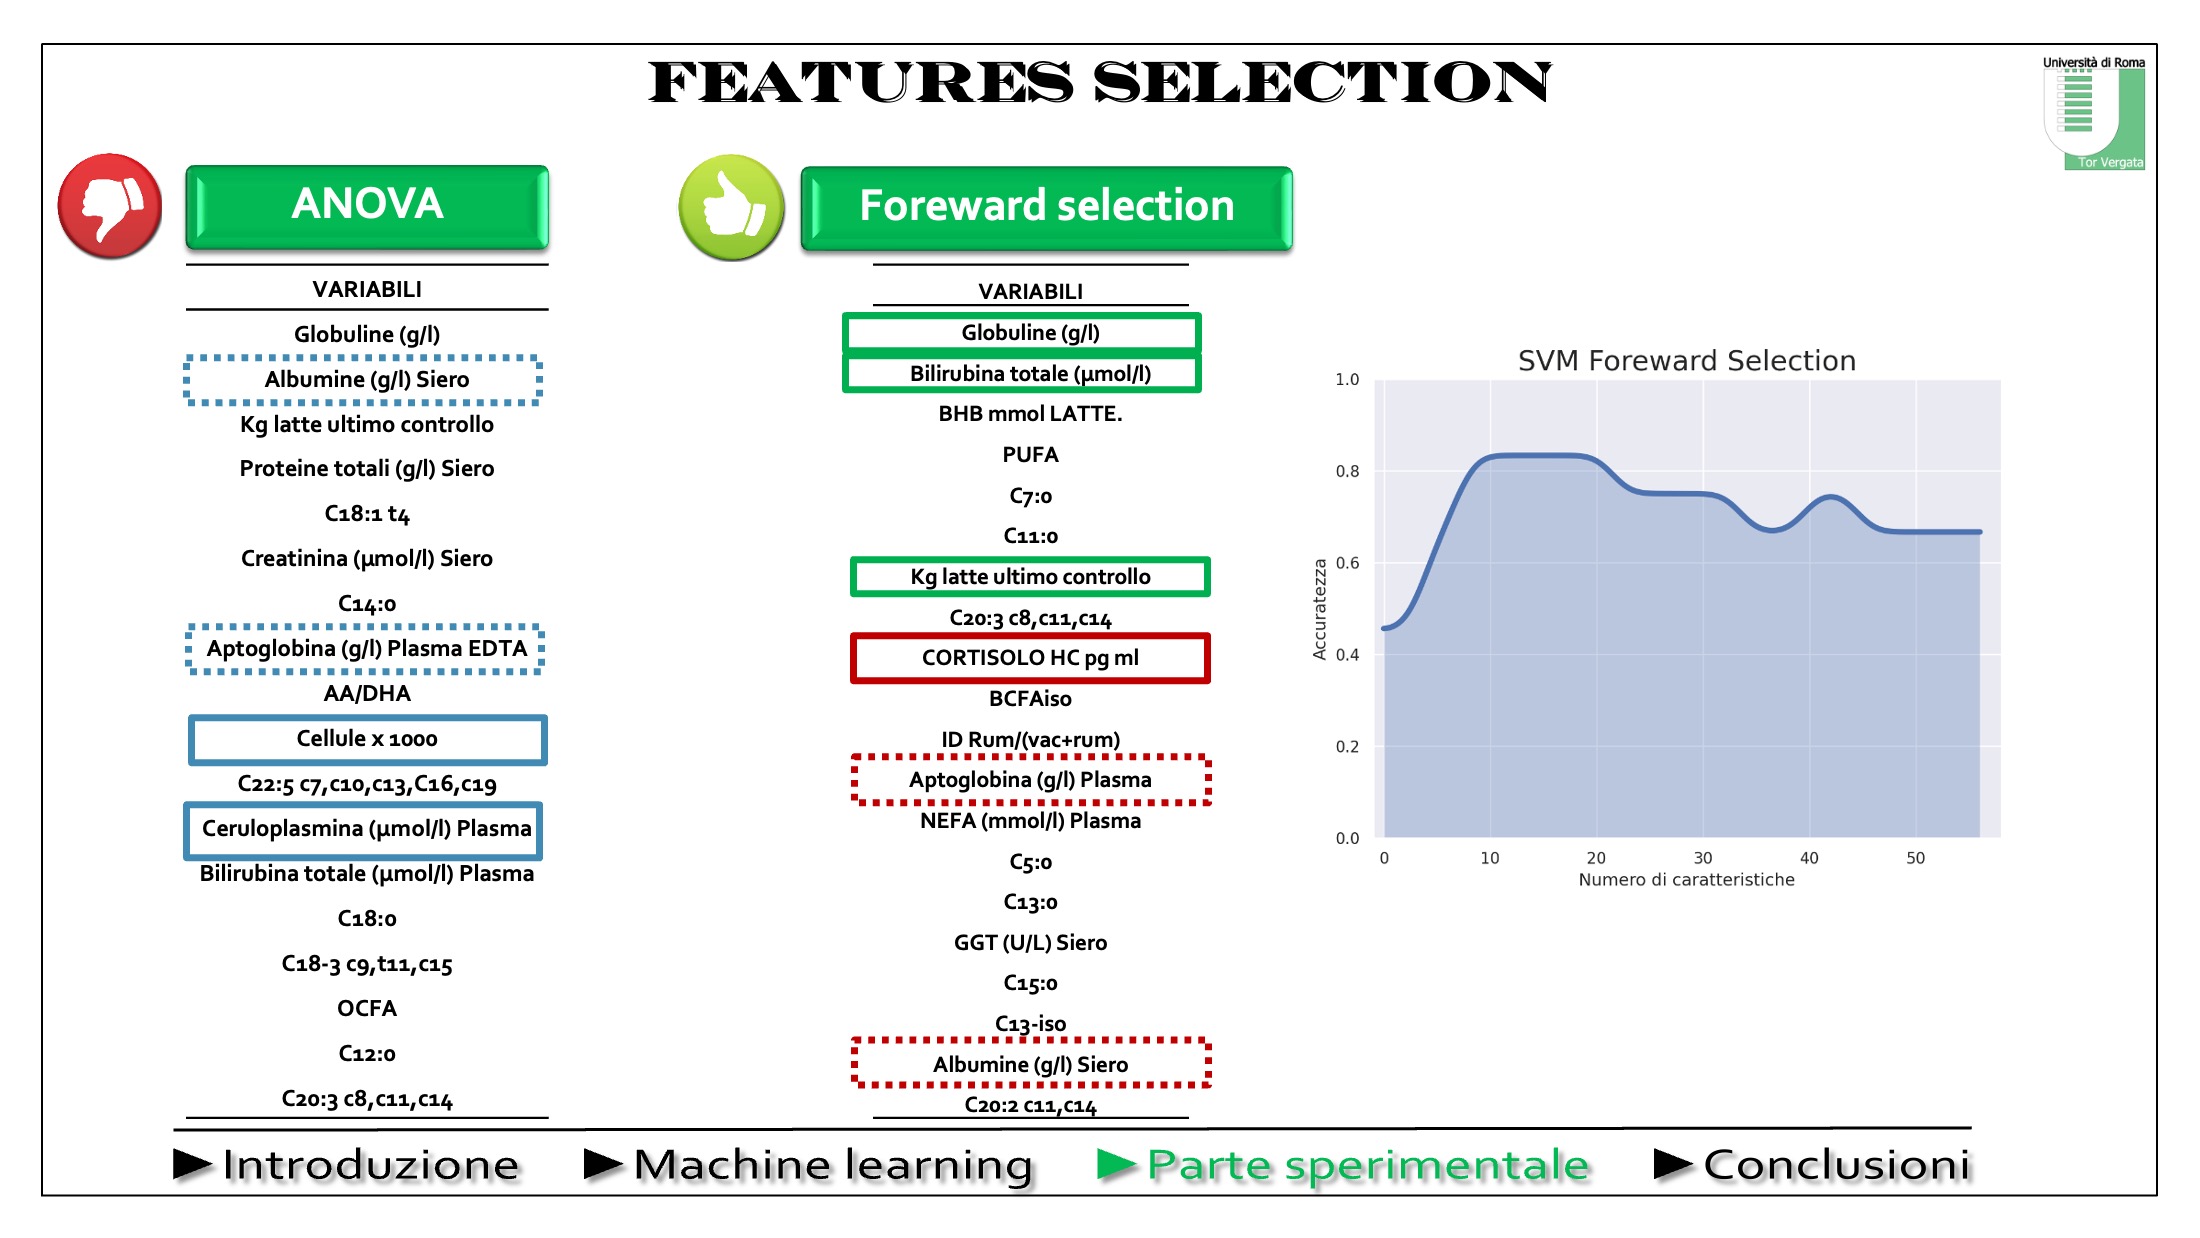 FEATURES SELECTION
Università di Roma
Tor Vergata
ANOVA
VARIABILI
Globuline (g/l)
Albumine (g/l) Siero
Kg latte ultimo controllo
Proteine totali (g/l) Siero
C18:1 t4
Creatinina (µmol/l) Siero
C14:0
Aptoglobina (g/l) Plasma EDTA
AA/DHA
Cellule x 1000
C22:5 c7,c10,c13,C16,c19
Ceruloplasmina (µmol/l) Plasma
Bilirubina totale (µmol/l) Plasma
C18:0
C18-3 c9,t11,c15
OCFA
C12:0
C20:3 c8,c11,c14
Foreward selection
VARIABILI
Globuline (g/l)
Bilirubina totale (µmol/l)
BHB mmol LATTE.
PUFA
C7:0
C11:0
Kg latte ultimo controllo
C20:3 c8,c11,c14
CORTISOLO HC pg ml
BCFAiso
ID Rum/(vac+rum)
Aptoglobina (g/l) Plasma
NEFA (mmol/l) Plasma
C5:0
C13:0
GGT (U/L) Siero
C15:0
C13-iso
Albumine (g/l) Siero
C20:2 c11,c14
SVM Foreward Selection
1.0
0.8
0.6
0.4
0.2
0.0
Accuratezza
0 10 20 30 40 50
Numero di caratteristiche
Introduzione Machine learning Parte sperimentale Conclusioni